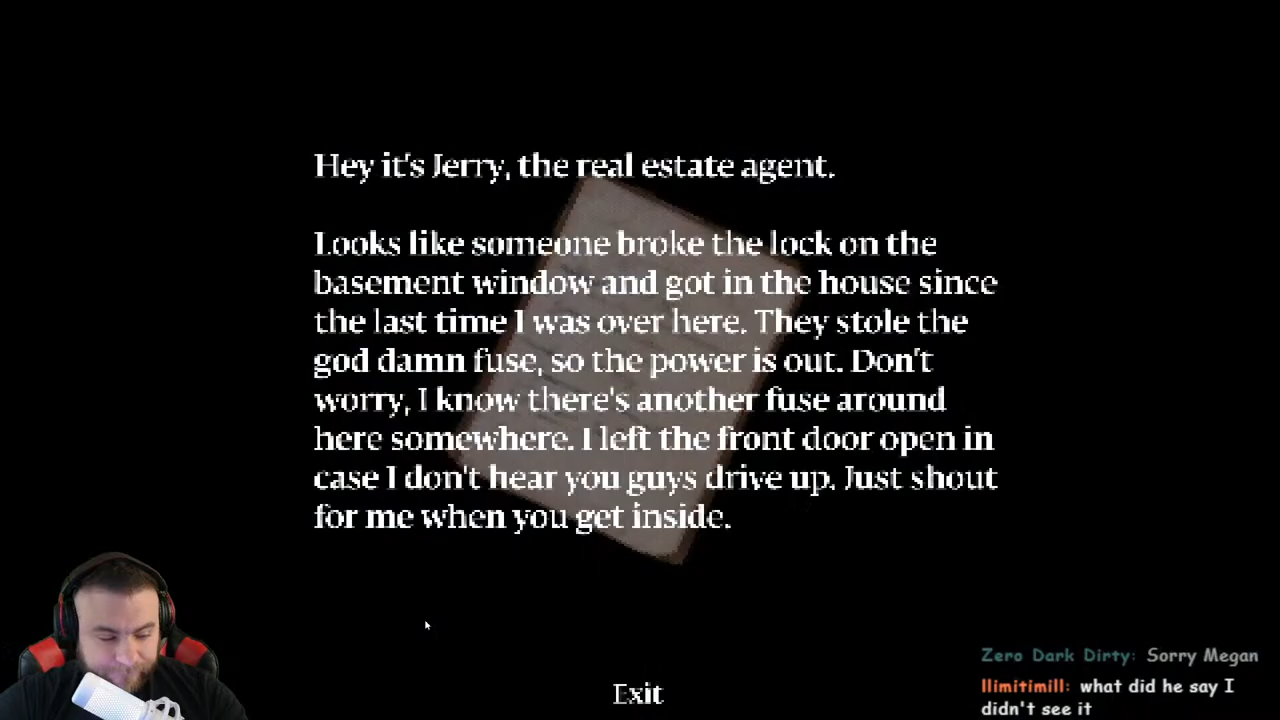 Hey it's Jerry, the real estate agent.
Looks like someone broke the lock on the
basement window and got in the house since
the last time I was over here. They stole the
god damn fuse, so the power is out. Don't
worry, I know there's another fuse around
here somewhere. I left the front door open in
case I don't hear you guys drive up. Just shout
for me when you get inside.
Exit
Zero Dark Dirty: Sorry Megan
llimitimill: what did he say I
didn't see it